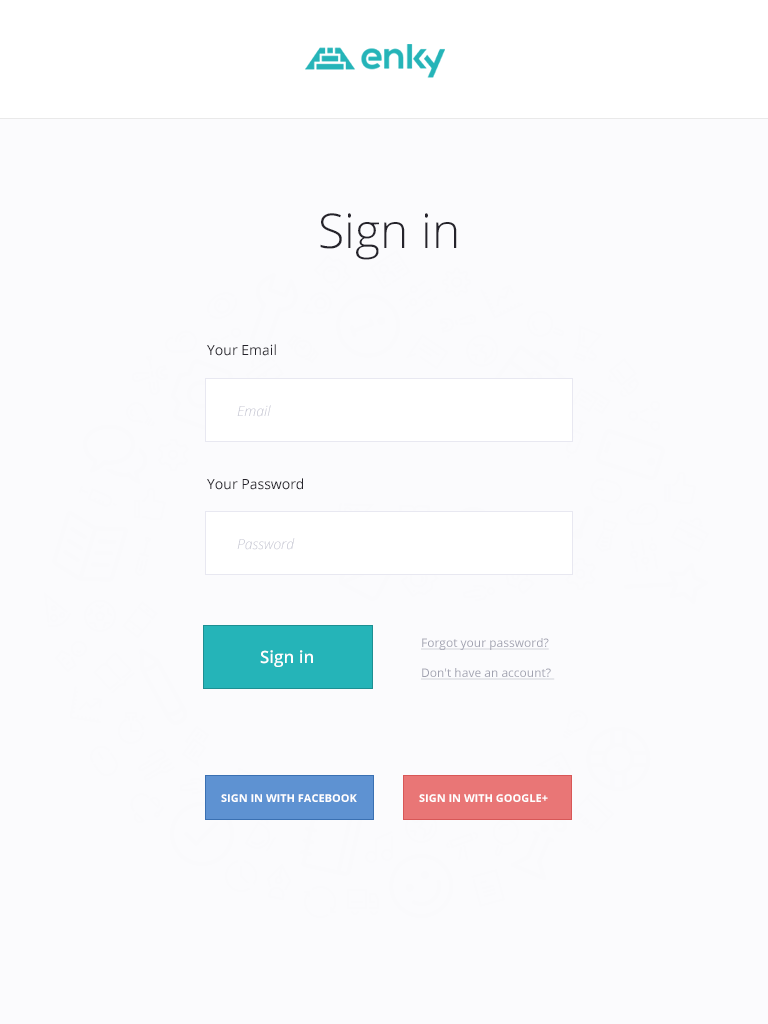 enky
Sign in
Your Email
Email
Your Password
Password
Sign in
Forgot your password?
Don't have an account?
SIGN IN WITH FACEBOOK
SIGN IN WITH GOOGLE+